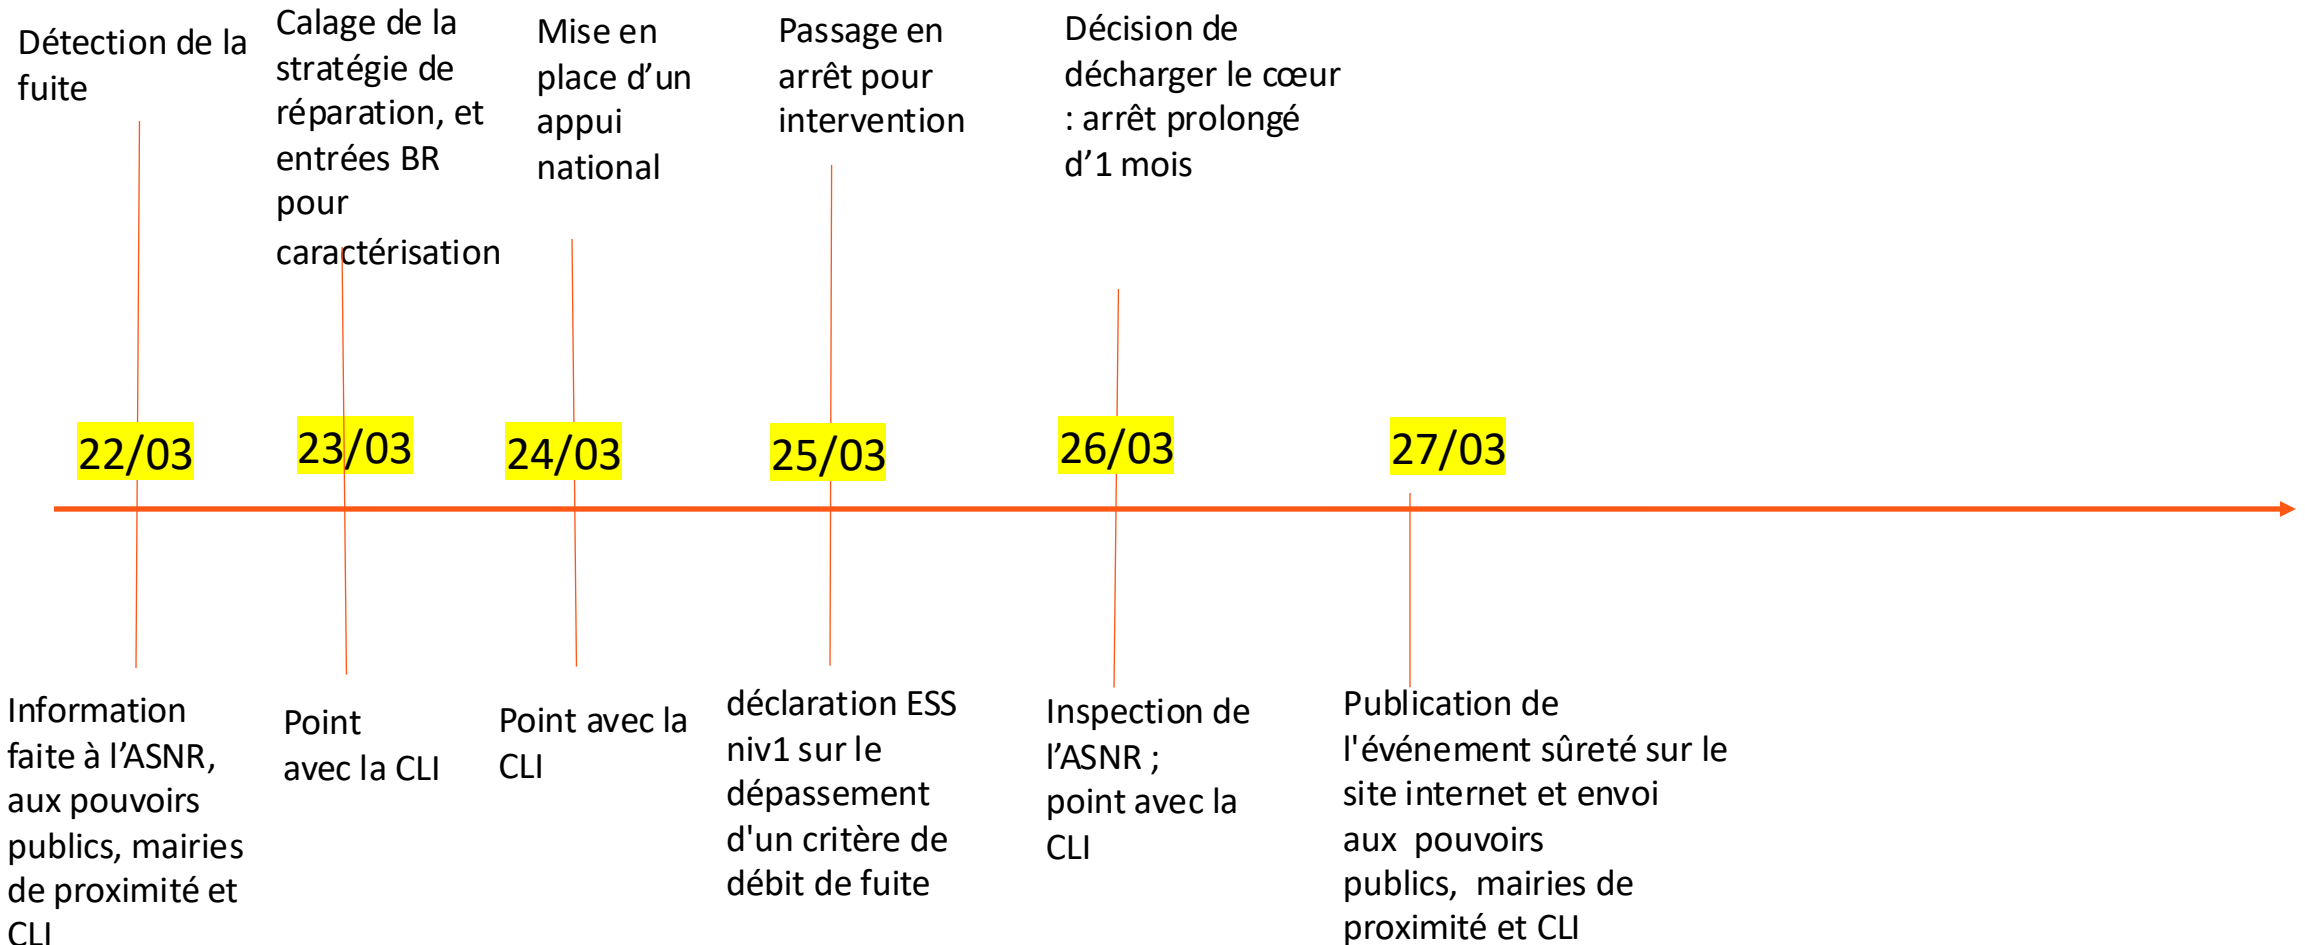 Détection de la
fuite
Calage de la
stratégie de
réparation, et
entrées BR
pour
caractérisation
Mise en
place d’un
appui
national
Passage en
arrêt pour
intervention
Décision de
décharger le cœur
: arrêt prolongé
d’1 mois
22/03
23/03
24/03
25/03
26/03
27/03
Information
faite à l’ASNR,
aux pouvoirs
publics, mairies
de proximité et
CLI
Point
avec la CLI
Point avec la
CLI
déclaration ESS
niv1 sur le
dépassement
d'un critère de
débit de fuite
Inspection de
l’ASNR ;
point avec la
CLI
Publication de
l'événement sûreté sur le
site internet et envoi
aux pouvoirs
publics, mairies de
proximité et CLI